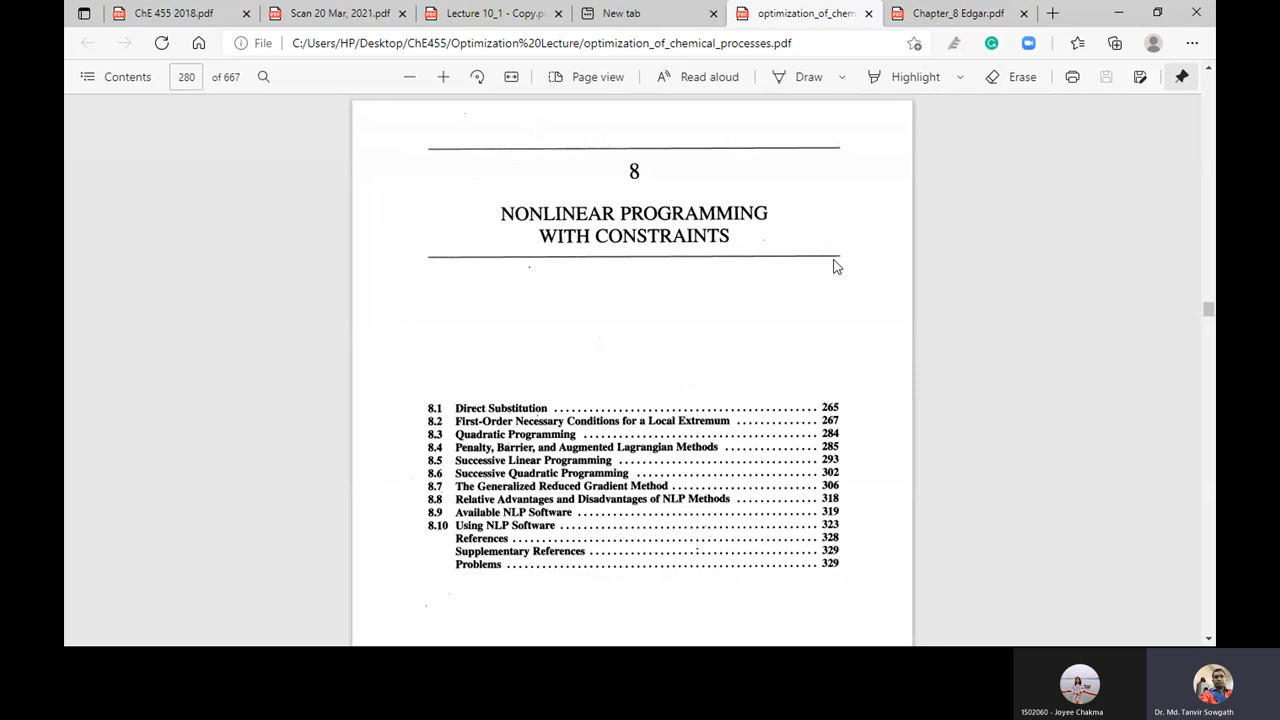 ChE 455 2018.pdf
Scan 20 Mar, 2021.pdf
Lecture 10_1 - Copy.p
New tab
optimization_of_chem
Chapter_8 Edgar.pdf
File
C:/Users/HP/Desktop/ChE455/Optimization%20Lecture/optimization_of_chemical_processes.pdf
Contents
280 of 667
Page view
Read aloud
Draw
Highlight
Erase
8
NONLINEAR PROGRAMMING
WITH CONSTRAINTS
8.1 Direct Substitution 265
8.2 First-Order Necessary Conditions for a Local Extremum 267
8.3 Quadratic Programming 284
8.4 Penalty, Barrier, and Augmented Lagrangian Methods 285
8.5 Successive Linear Programming 293
8.6 Successive Quadratic Programming 302
8.7 The Generalized Reduced Gradient Method 306
8.8 Relative Advantages and Disadvantages of NLP Methods 318
8.9 Available NLP Software 319
8.10 Using NLP Software 323
References 328
Supplementary References 329
Problems 329
1502060 - Joyee Chakma
Dr. Md. Tanvir Sowgath